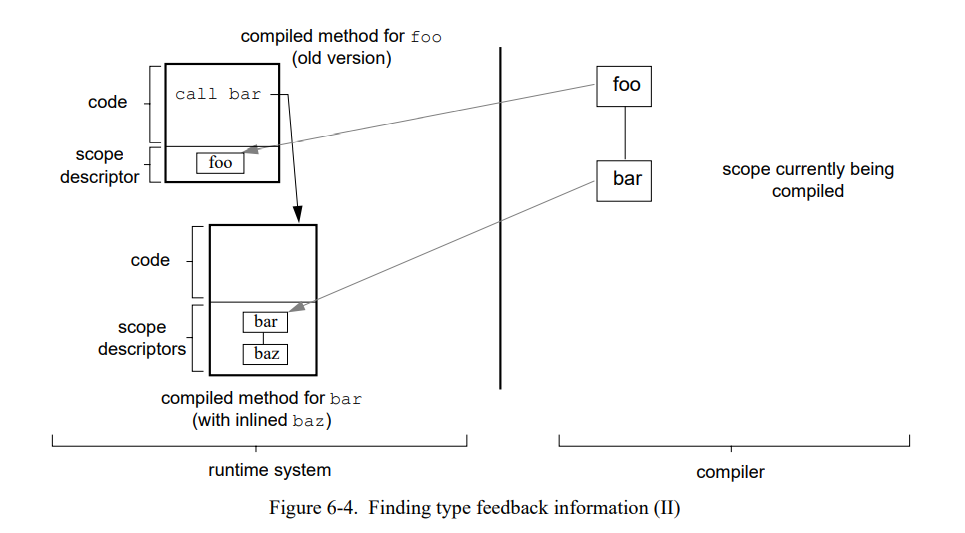 compiled method for foo
(old version)
code
call bar
scope
descriptor
foo
code
scope
descriptors
bar
baz
compiled method for bar
(with inlined baz)
runtime system
foo
bar
scope currently being
compiled
compiler
Figure 6-4. Finding type feedback information (II)